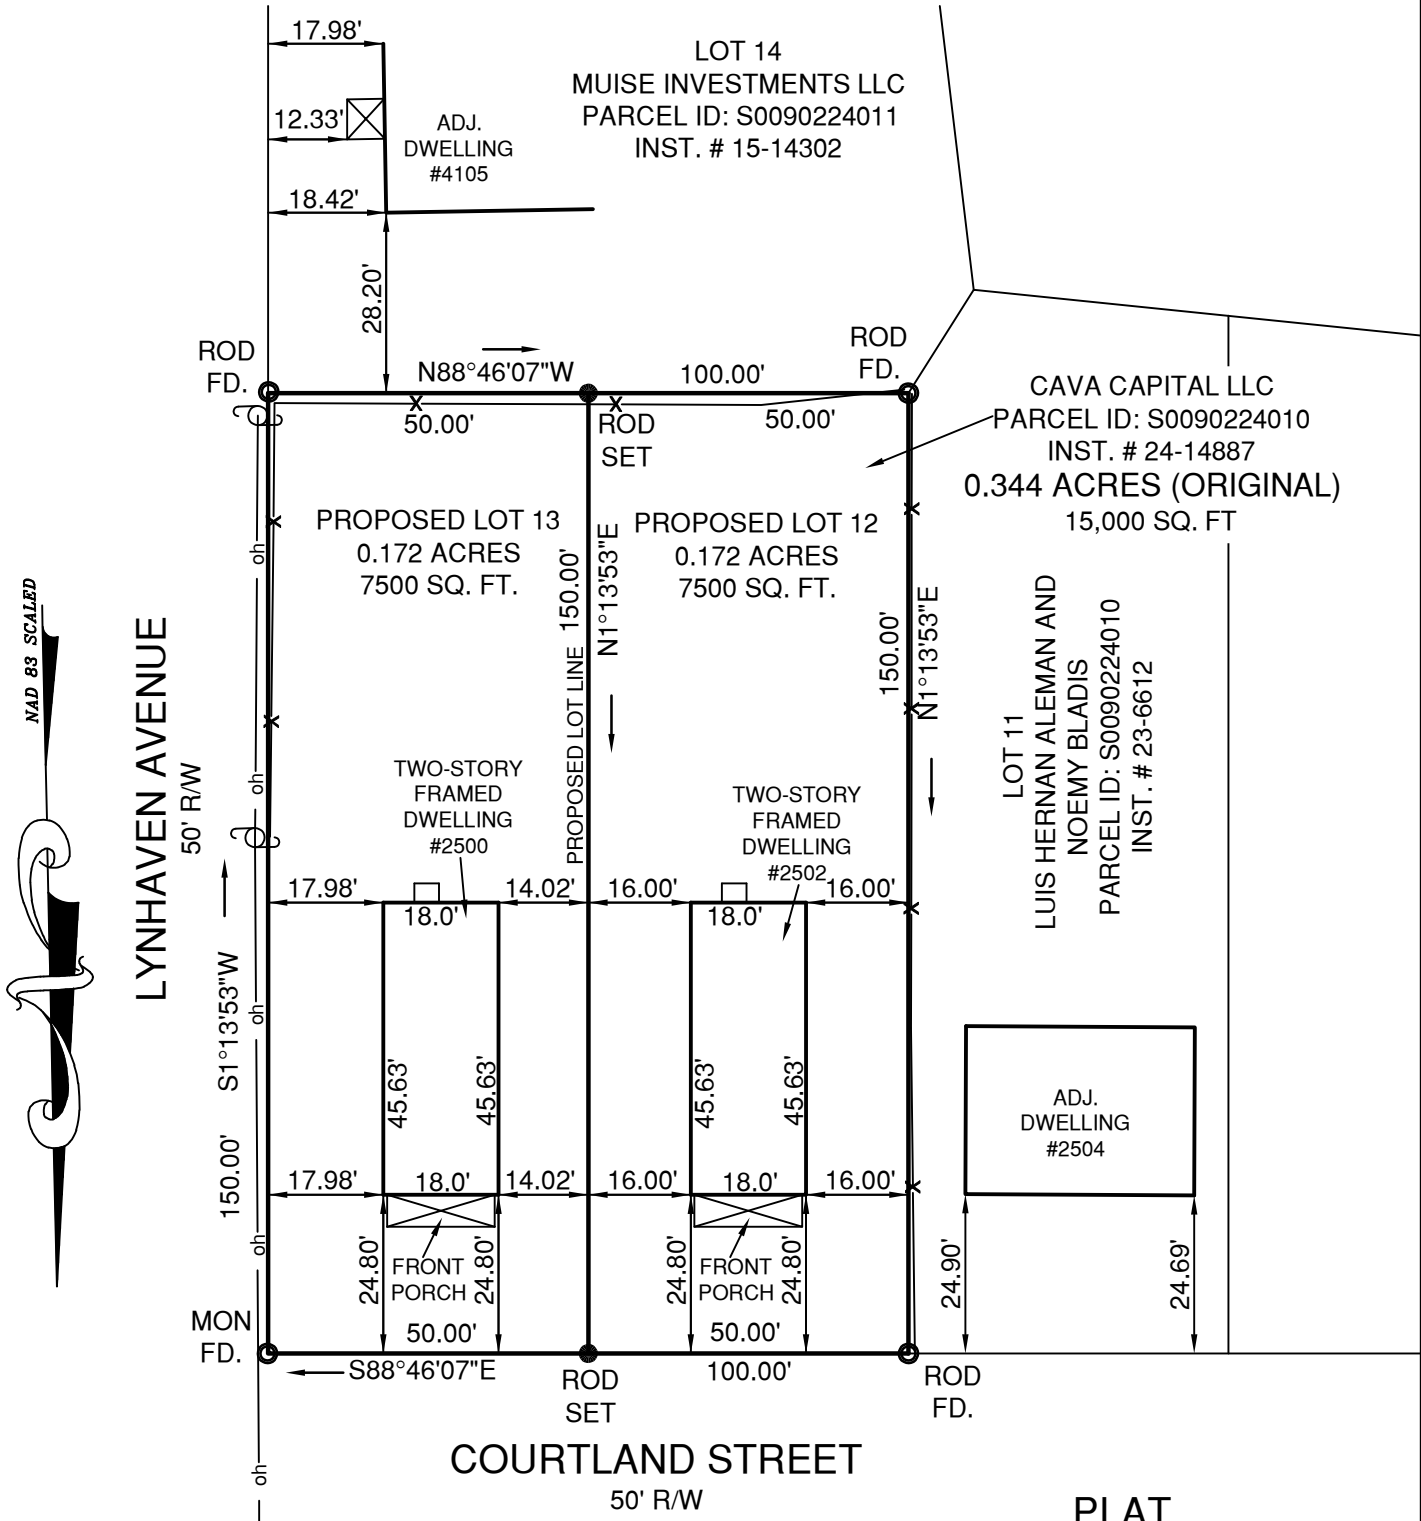 17.98'
LOT 14
MUISE INVESTMENTS LLC
PARCEL ID: S0090224011
INST. # 15-14302
12.33'
ADJ.
DWELLING
#4105
18.42'
28.20'
ROD
FD.
N88°46'07"W
100.00'
ROD
FD.
X
X
50.00'
ROD
SET
50.00'
CAVA CAPITAL LLC
PARCEL ID: S0090224010
INST. # 24-14887
0.344 ACRES (ORIGINAL)
15,000 SQ. FT
PROPOSED LOT 13
0.172 ACRES
7500 SQ. FT.
PROPOSED LOT 12
0.172 ACRES
7500 SQ. FT.
PROPOSED LOT LINE 150.00'
N1°13'53"E
150.00'
N1°13'53"E
X
X
X
X
X
X
oh
oh
oh
oh
oh
NAD 83 SCALED
LYNHAVEN AVENUE
50' R/W
S1°13'53"W
150.00'
LOT 11
LUIS HERNAN ALEMAN AND
NOEMY BLADIS
PARCEL ID: S0090224010
INST. # 23-6612
TWO-STORY
FRAMED
DWELLING
#2500
TWO-STORY
FRAMED
DWELLING
#2502
17.98'
18.0'
14.02'
16.00'
18.0'
16.00'
45.63'
45.63'
45.63'
45.63'
17.98'
18.0'
14.02'
16.00'
18.0'
16.00'
24.80'
FRONT
PORCH
24.80'
24.80'
FRONT
PORCH
24.80'
ADJ.
DWELLING
#2504
24.90'
24.69'
MON
FD.
50.00'
50.00'
S88°46'07"E
ROD
SET
100.00'
ROD
FD.
COURTLAND STREET
50' R/W
PLAT